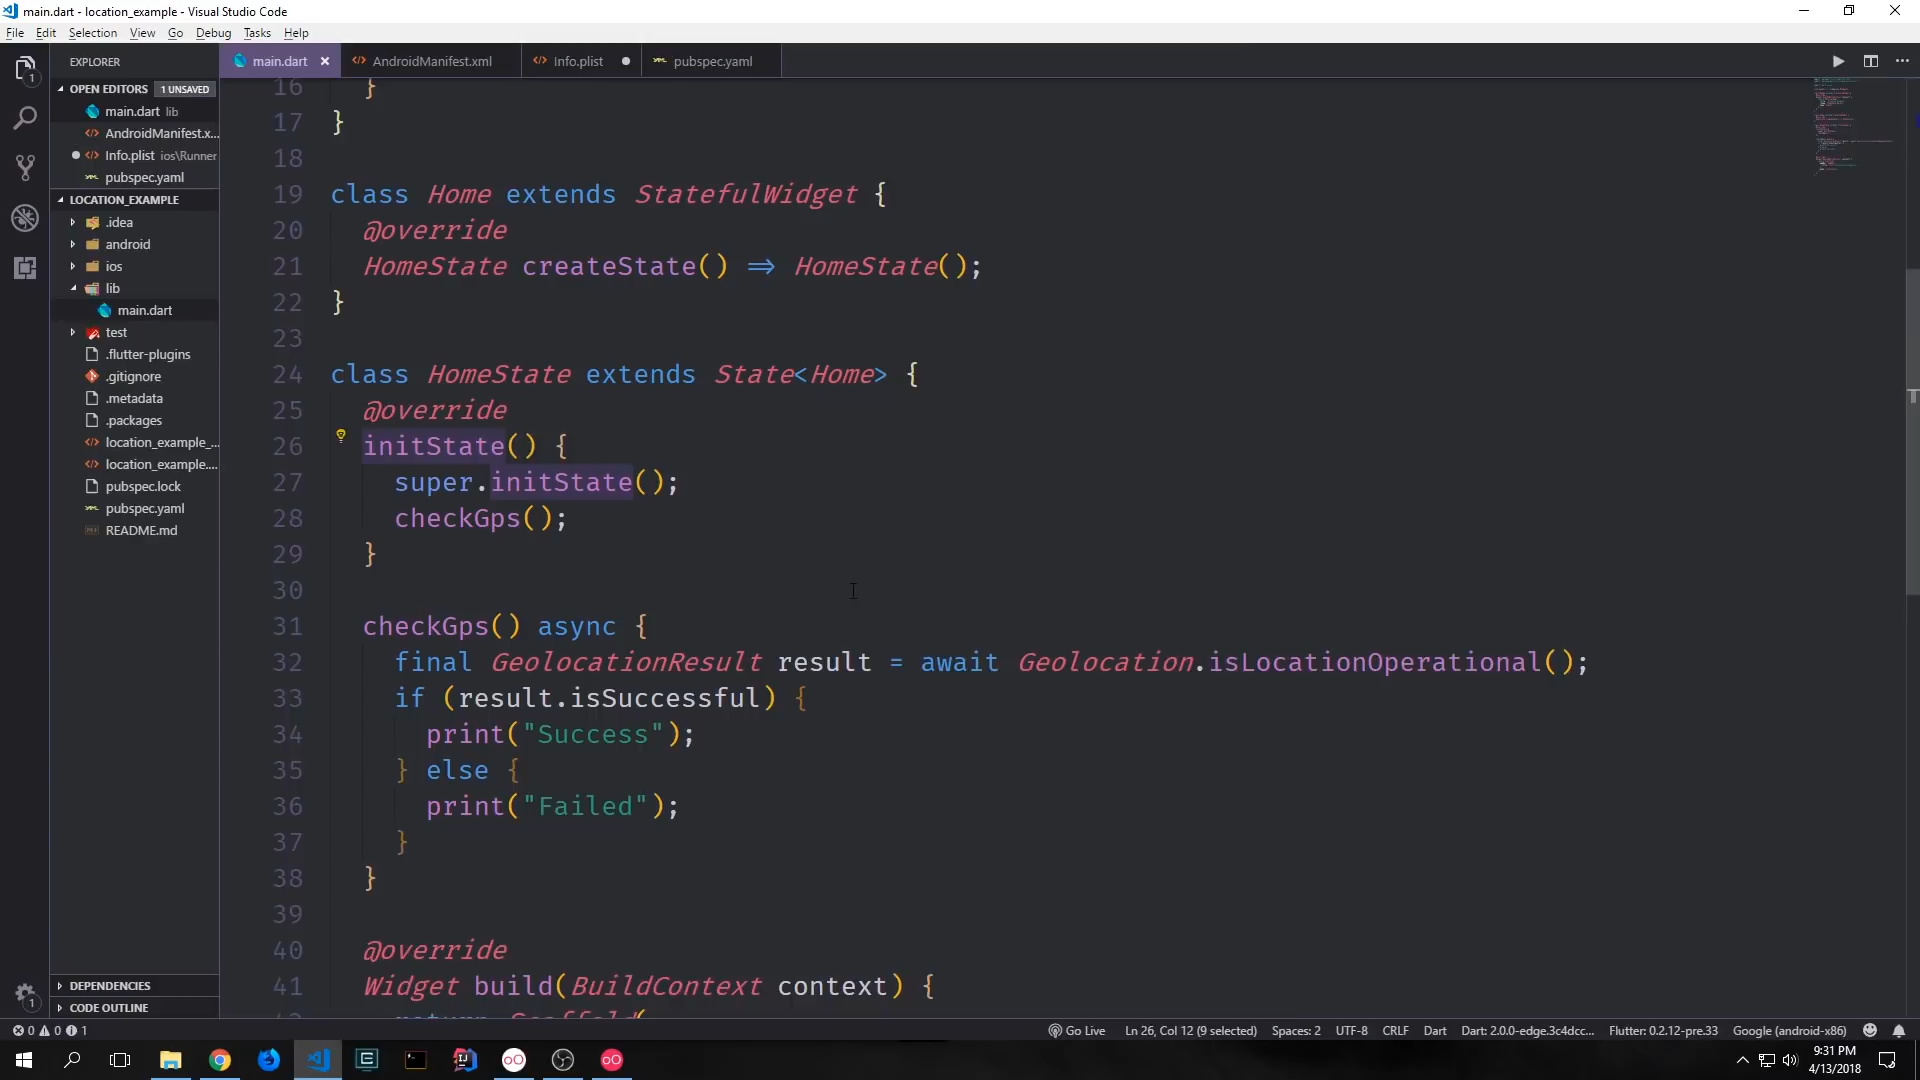 main.dart - location_example - Visual Studio Code
File Edit Selection View Go Debug Tasks Help
EXPLORER
OPEN EDITORS 1 UNSAVED
main.dart lib
AndroidManifest.x...
Info.plist ios\Runner
pubspec.yaml
LOCATION_EXAMPLE
.idea
android
ios
lib
main.dart
test
.flutter-plugins
.gitignore
.metadata
.packages
location_example_...
location_example....
pubspec.lock
pubspec.yaml
README.md
DEPENDENCIES
CODE OUTLINE
1
1
main.dart AndroidManifest.xml Info.plist pubspec.yaml
16 }
17 }
18
19 class Home extends StatefulWidget {
20 @override
21 HomeState createState() => HomeState();
22 }
23
24 class HomeState extends State<Home> {
25 @override
26 initState() {
27 super.initState();
28 checkGps();
29 }
30
31 checkGps() async {
32 final GeolocationResult result = await Geolocation.isLocationOperational();
33 if (result.isSuccessful) {
34 print("Success");
35 } else {
36 print("Failed");
37 }
38 }
39
40 @override
41 Widget build(BuildContext context) {
0 0 1 Go Live Ln 26, Col 12 (9 selected) Spaces: 2 UTF-8 CRLF Dart Dart: 2.0.0-edge.3c4dcc... Flutter: 0.2.12-pre.33 Google (android-x86)
9:31 PM
4/13/2018